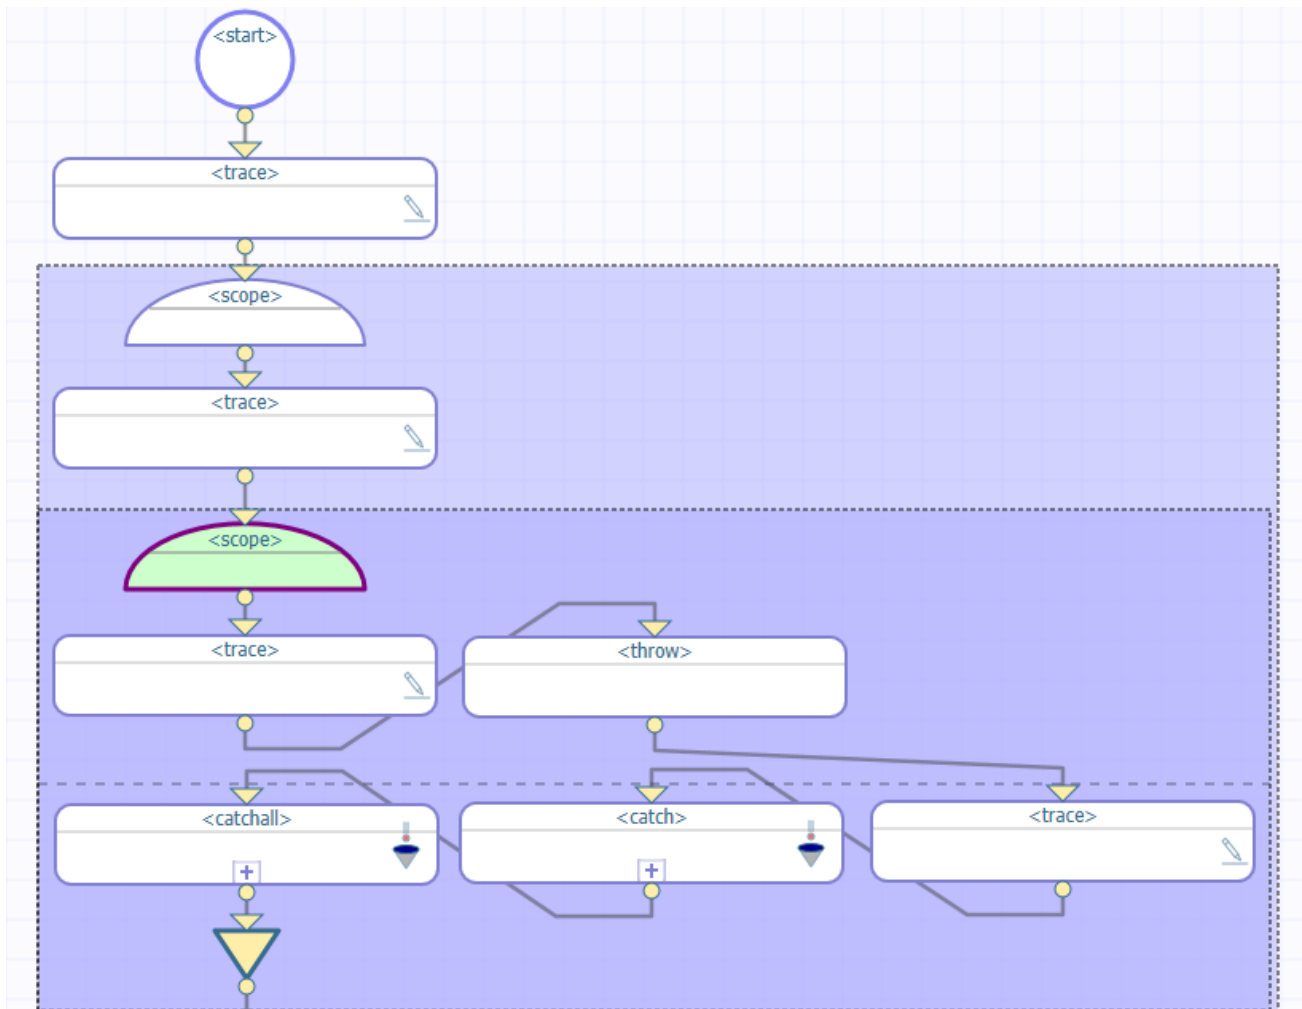 <start>
<trace>
<scope>
<trace>
<scope>
<trace>
<throw>
<catchall>
<catch>
<trace>